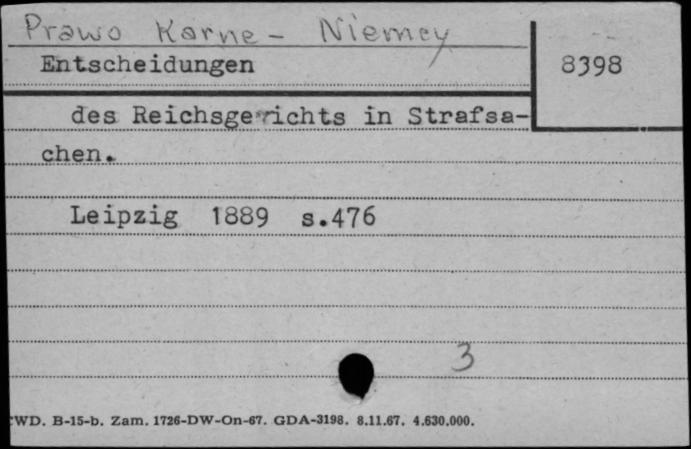 Prawo Karne - Niemcy
Entscheidungen
8398
des Reichsgerichts in Strafsa-
chen.
Leipzig 1889 s.476
3
WD. B-15-b. Zam. 1726-DW-On-67. GDA-3198. 8.11.67. 4.630.000.